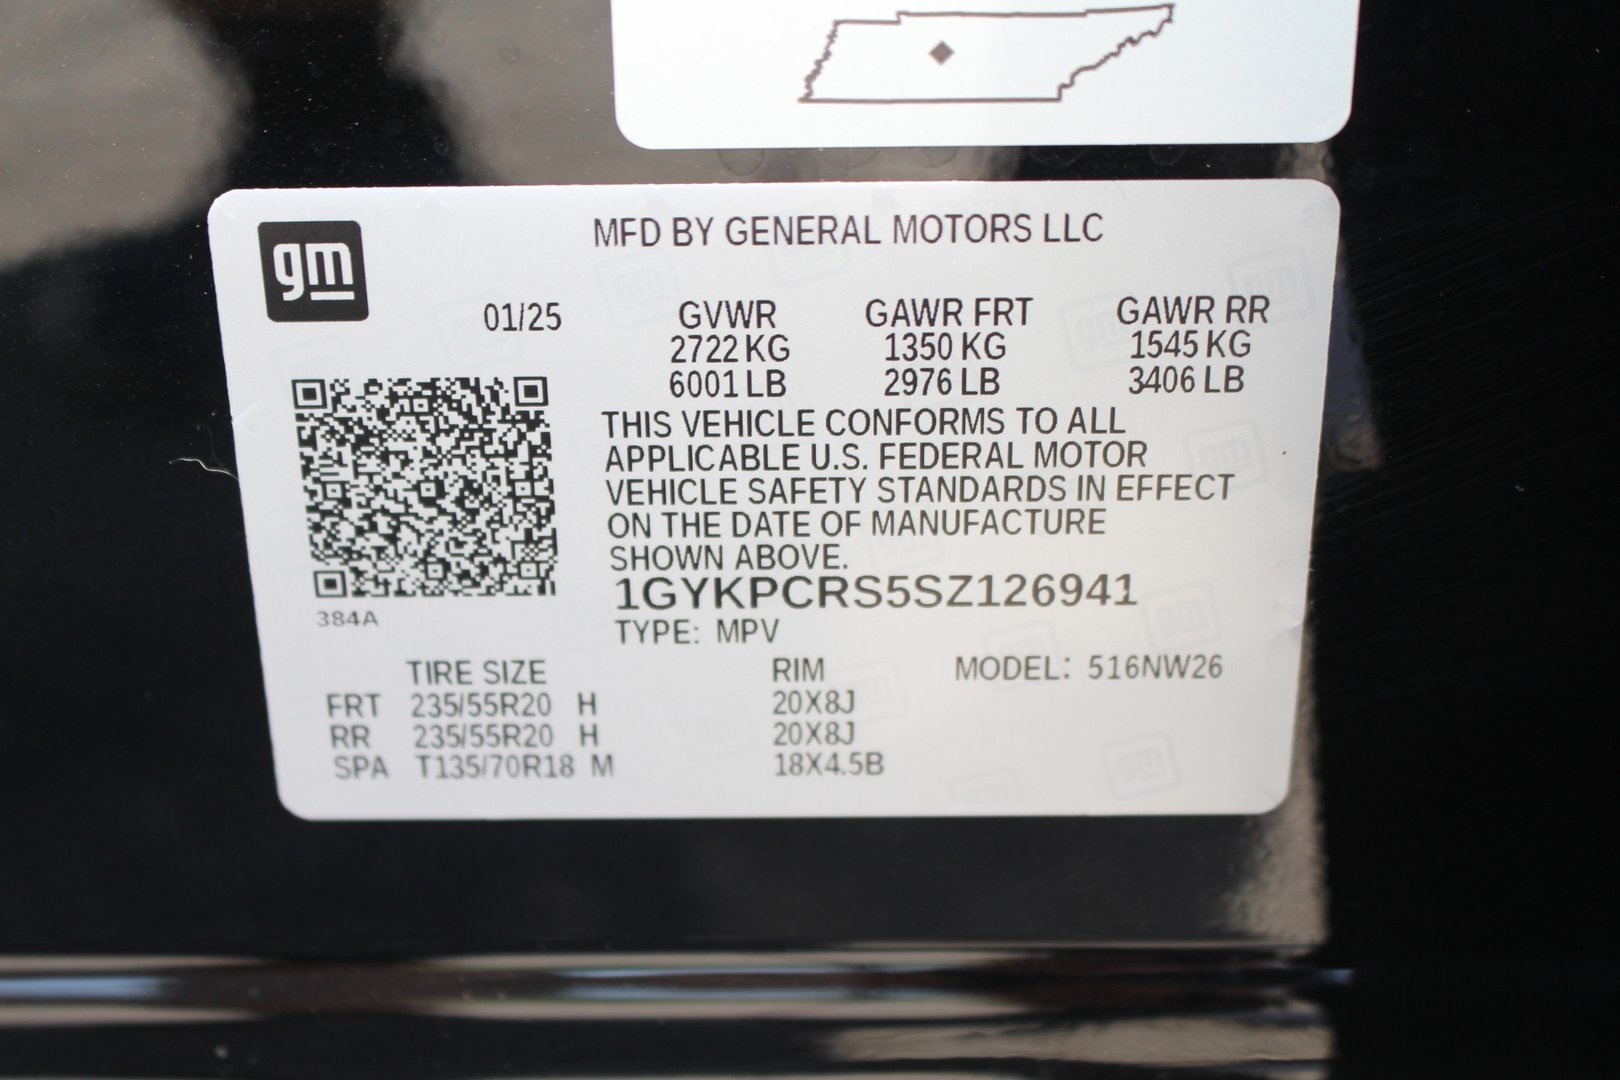 gm
MFD BY GENERAL MOTORS LLC
01/25 GVWR GAWR FRT GAWR RR
2722 KG 1350 KG 1545 KG
6001 LB 2976 LB 3406 LB
THIS VEHICLE CONFORMS TO ALL
APPLICABLE U.S. FEDERAL MOTOR
VEHICLE SAFETY STANDARDS IN EFFECT
ON THE DATE OF MANUFACTURE
SHOWN ABOVE.
1GYKPCRS5SZ126941
384A
TYPE: MPV
TIRE SIZE RIM MODEL: 516NW26
FRT 235/55R20 H 20X8J
RR 235/55R20 H 20X8J
SPA T135/70R18 M 18X4.5B